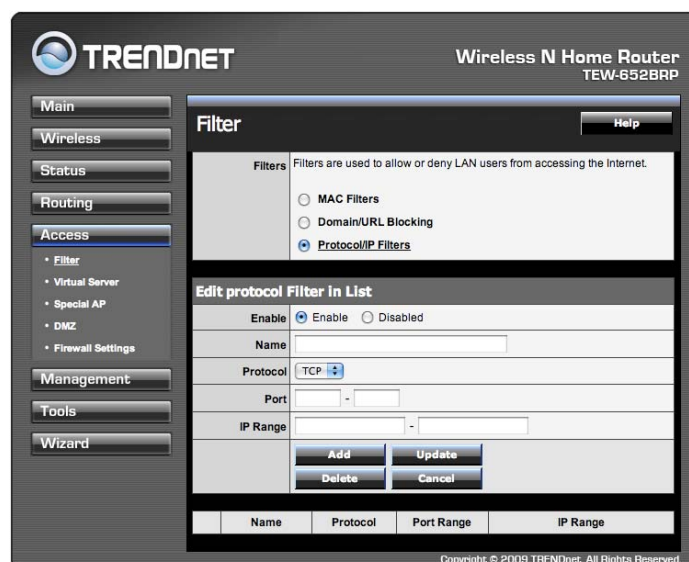 TRENDNET
Wireless N Home Router
TEW-652BRP
Main
Wireless
Status
Routing
Access
• Filter
• Virtual Server
• Special AP
• DMZ
• Firewall Settings
Management
Tools
Wizard
Filter
Help
Filters
Filters are used to allow or deny LAN users from accessing the Internet.
MAC Filters
Domain/URL Blocking
Protocol/IP Filters
Edit protocol Filter in List
Enable Enable Disabled
Name
Protocol TCP
Port -
IP Range -
Add Update
Delete Cancel
Name Protocol Port Range IP Range
Copyright © 2009 TRENDnet. All Rights Reserved